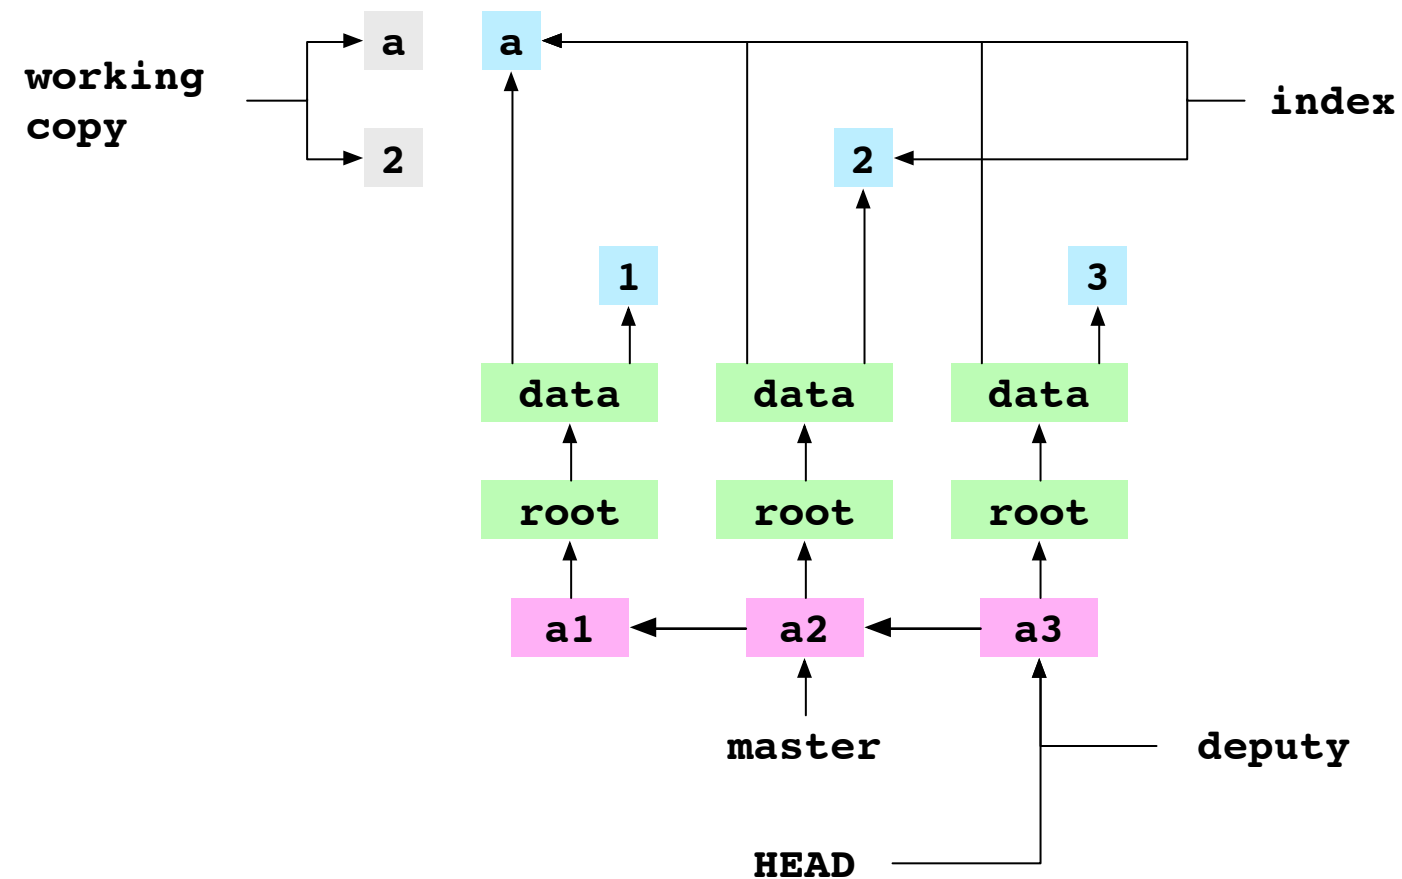 a
a
working
copy
index
2
2
1
3
data
data
data
root
root
root
a1
a2
a3
master
deputy
HEAD